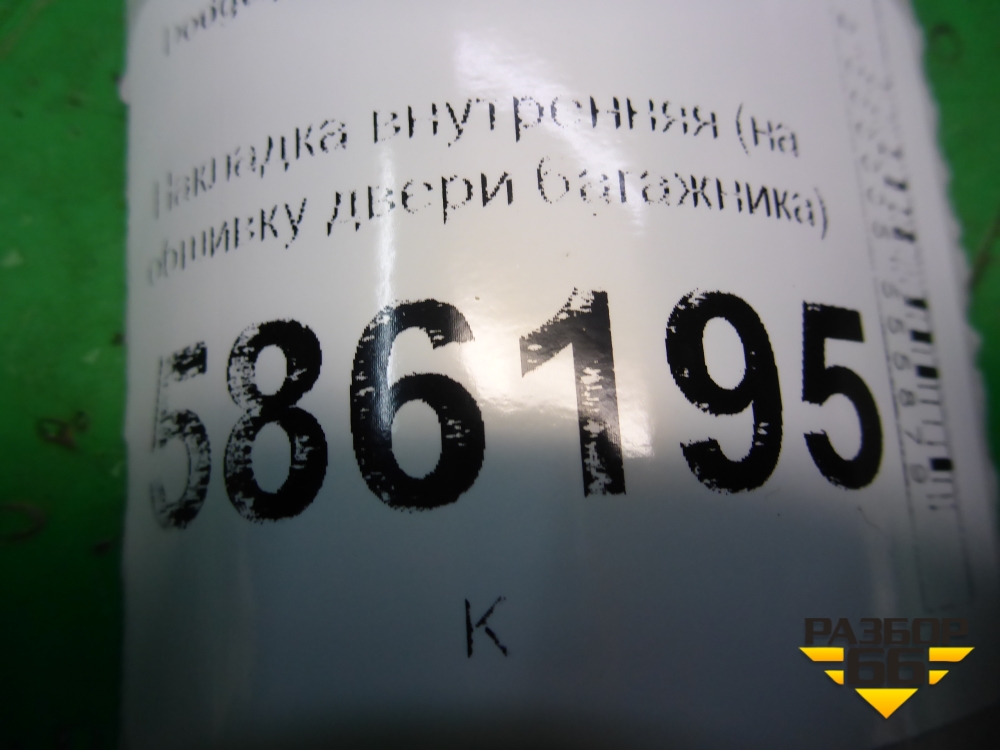 Накладка внутренняя (на
обшивку двери багажника)
586195
К
РАЗБОР
66